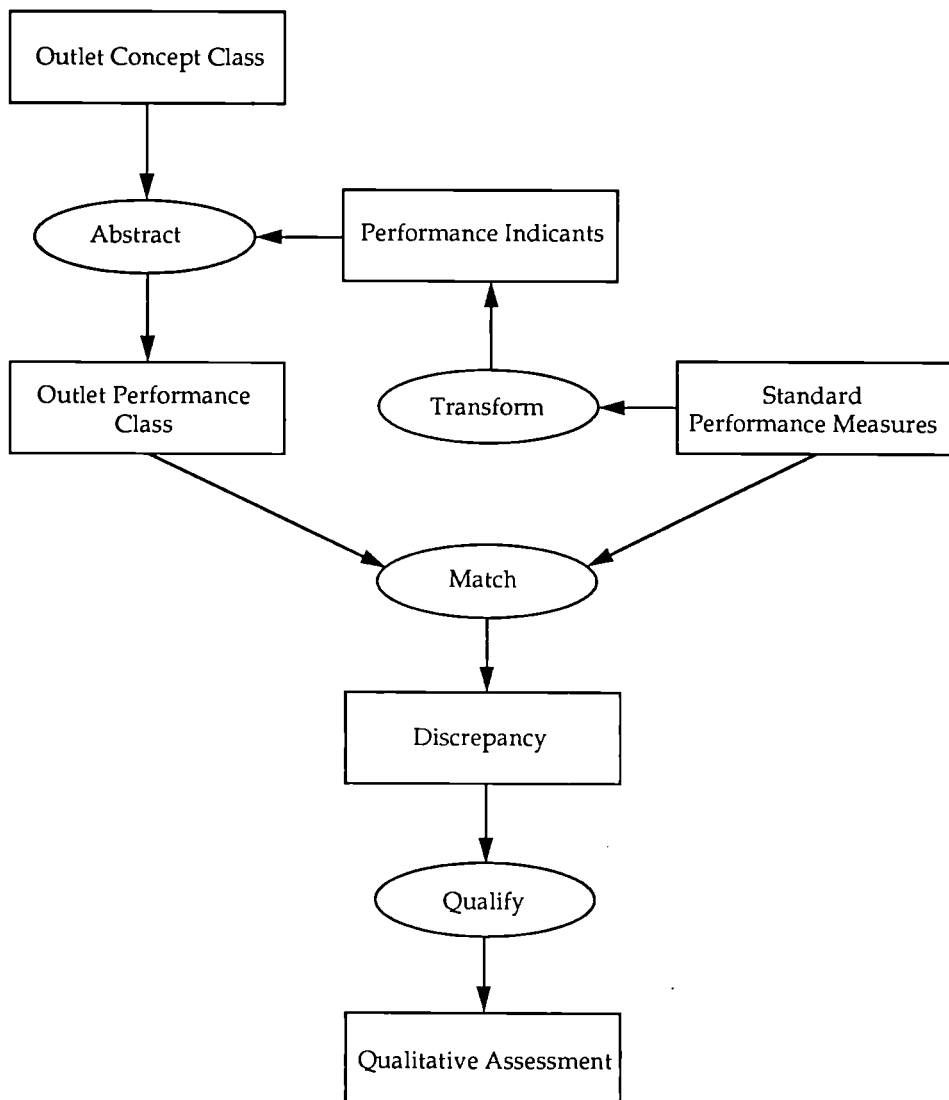 Outlet Concept Class
Abstract
Performance Indicants
Outlet Performance
Class
Transform
Standard
Performance Measures
Match
Discrepancy
Qualify
Qualitative Assessment